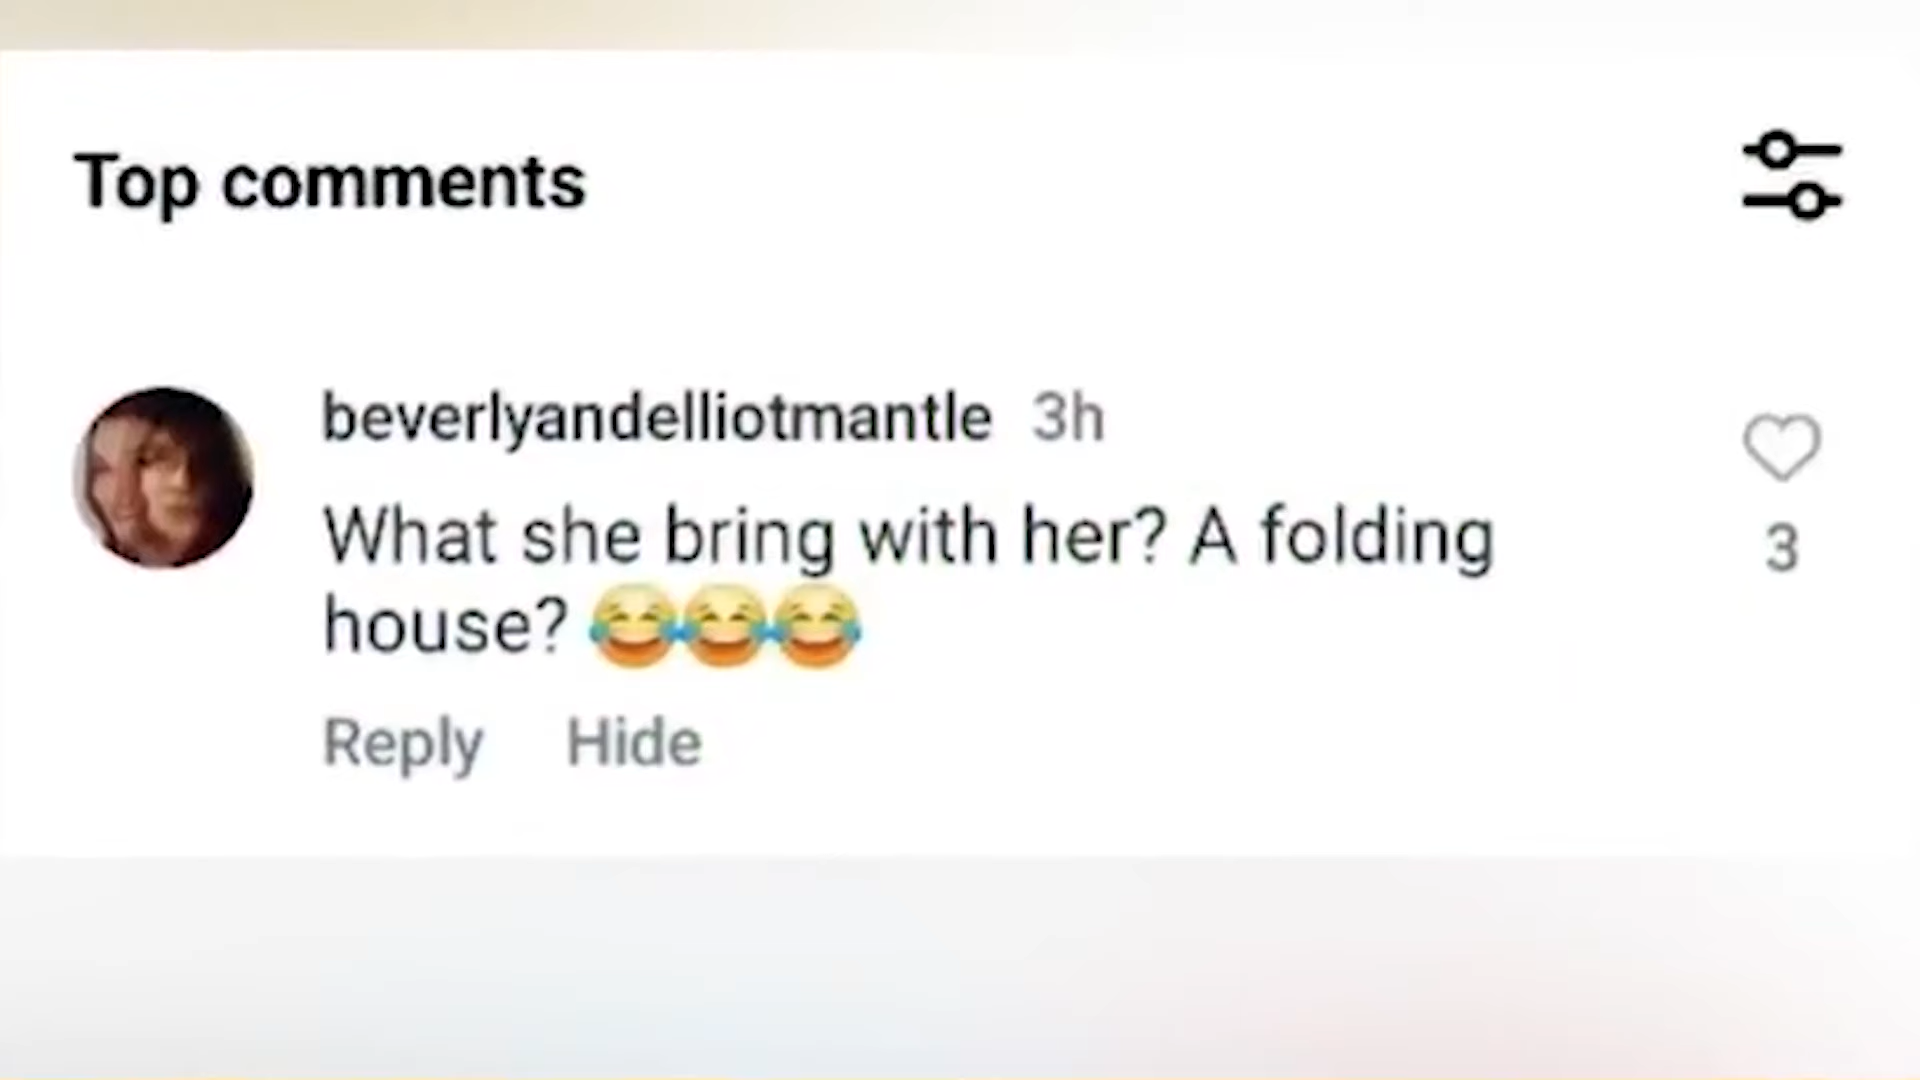 Top comments
beverlyandelliotmantle 3h
What she bring with her? A folding
house? 😂😂😂
3
Reply Hide